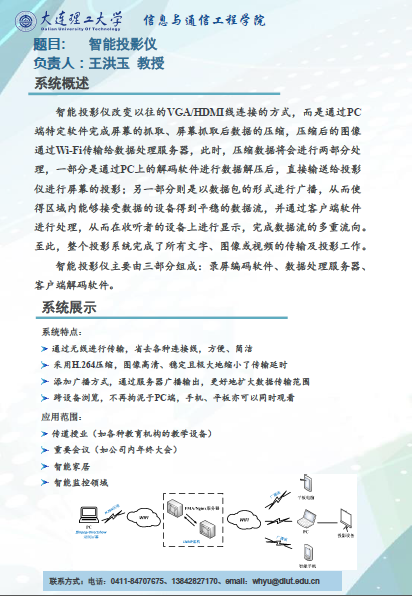 大连理工大学 信息与通信工程学院
Dalian University Of Technology
题目： 智能投影仪
负责人：王洪玉 教授
系统概述
智能投影仪改变以往的VGA/HDMI线连接的方式，而是通过PC
端特定软件完成屏幕的抓取、屏幕抓取后数据的压缩，压缩后的图像
通过Wi-Fi传输给数据处理服务器，此时，压缩数据将会进行两部分处
理，一部分是通过PC上的解码软件进行数据解压后，直接输送给投影
仪进行屏幕的投影；另一部分则是以数据包的形式进行广播，从而使
得区域内能够接受数据的设备得到平稳的数据流，并通过客户端软件
进行处理，从而在收听者的设备上进行显示，完成数据流的多重流向。
至此，整个投影系统完成了所有文字、图像或视频的传输及投影工作。
智能投影仪主要由三部分组成：录屏编码软件、数据处理服务器、
客户端解码软件。
系统展示
系统特点：
通过无线进行传输，省去各种连接线，方便、简洁
采用H.264压缩，图像高清、稳定且极大地缩小了传输延时
添加广播方式，通过服务器广播输出，更好地扩大数据传输范围
跨设备浏览，不再拘泥于PC端，手机、平板亦可以同时观看
应用范围：
传道授业（如各种教育机构的教学设备）
重要会议（如公司内年终大会）
智能家居
智能监控领域
平板电脑
PC
WIFI
WIFI
PC
投影设备
智能手机
联系方式：电话：0411-84707675、13842827170、email：whyu@dlut.edu.cn